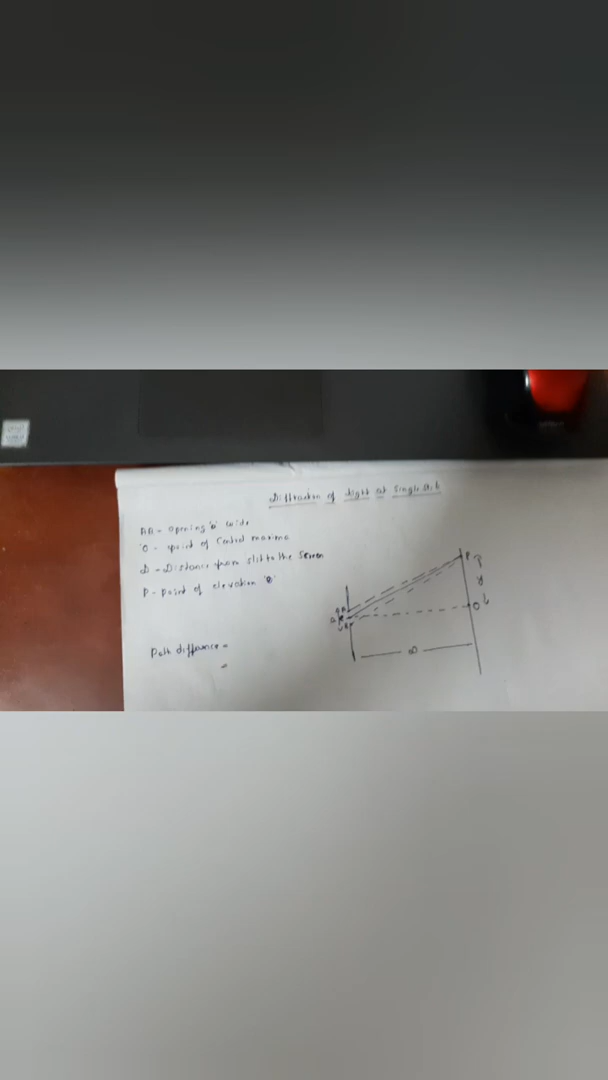 Diffraction of light at single slit
AB - opening 'a' wide
'O' - point of Central maxima
D - Distance from slit to the Screen
P - point of elevation 'θ'
Path difference =
=
P
y
O
A
a
B
D